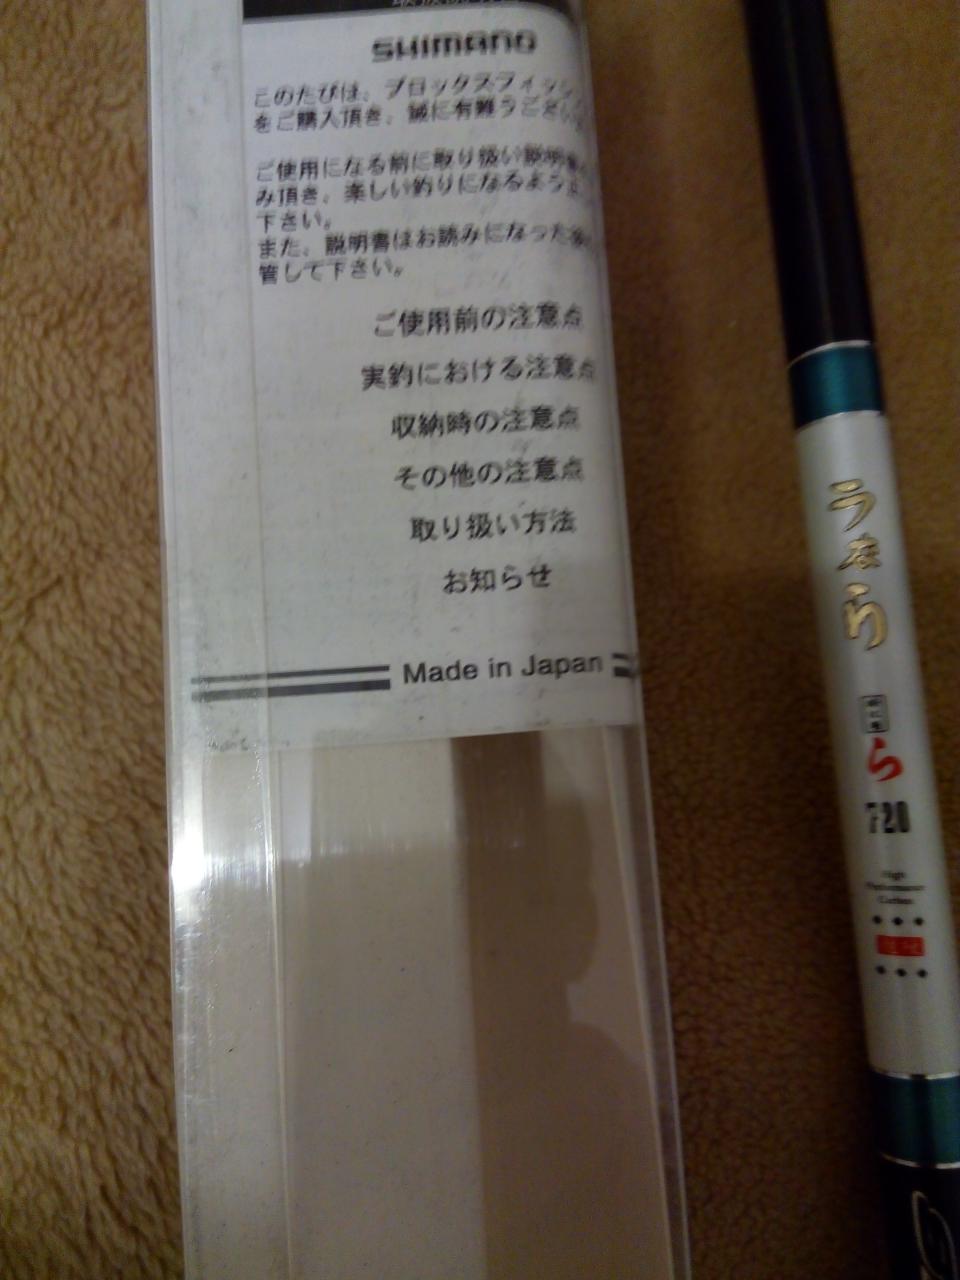 SHIMANO
このたびは、ブロックスフィッシ
をご購入頂き、誠に有難うござい
ご使用になる前に取り扱い説明書
み頂き、楽しい釣りになるよう
下さい。
また、説明書はお読みになった後
管して下さい。
ご使用前の注意点
実釣における注意点
収納時の注意点
その他の注意点
取り扱い方法
お知らせ
Made in Japan
ら
720
High
Performance
Carbon